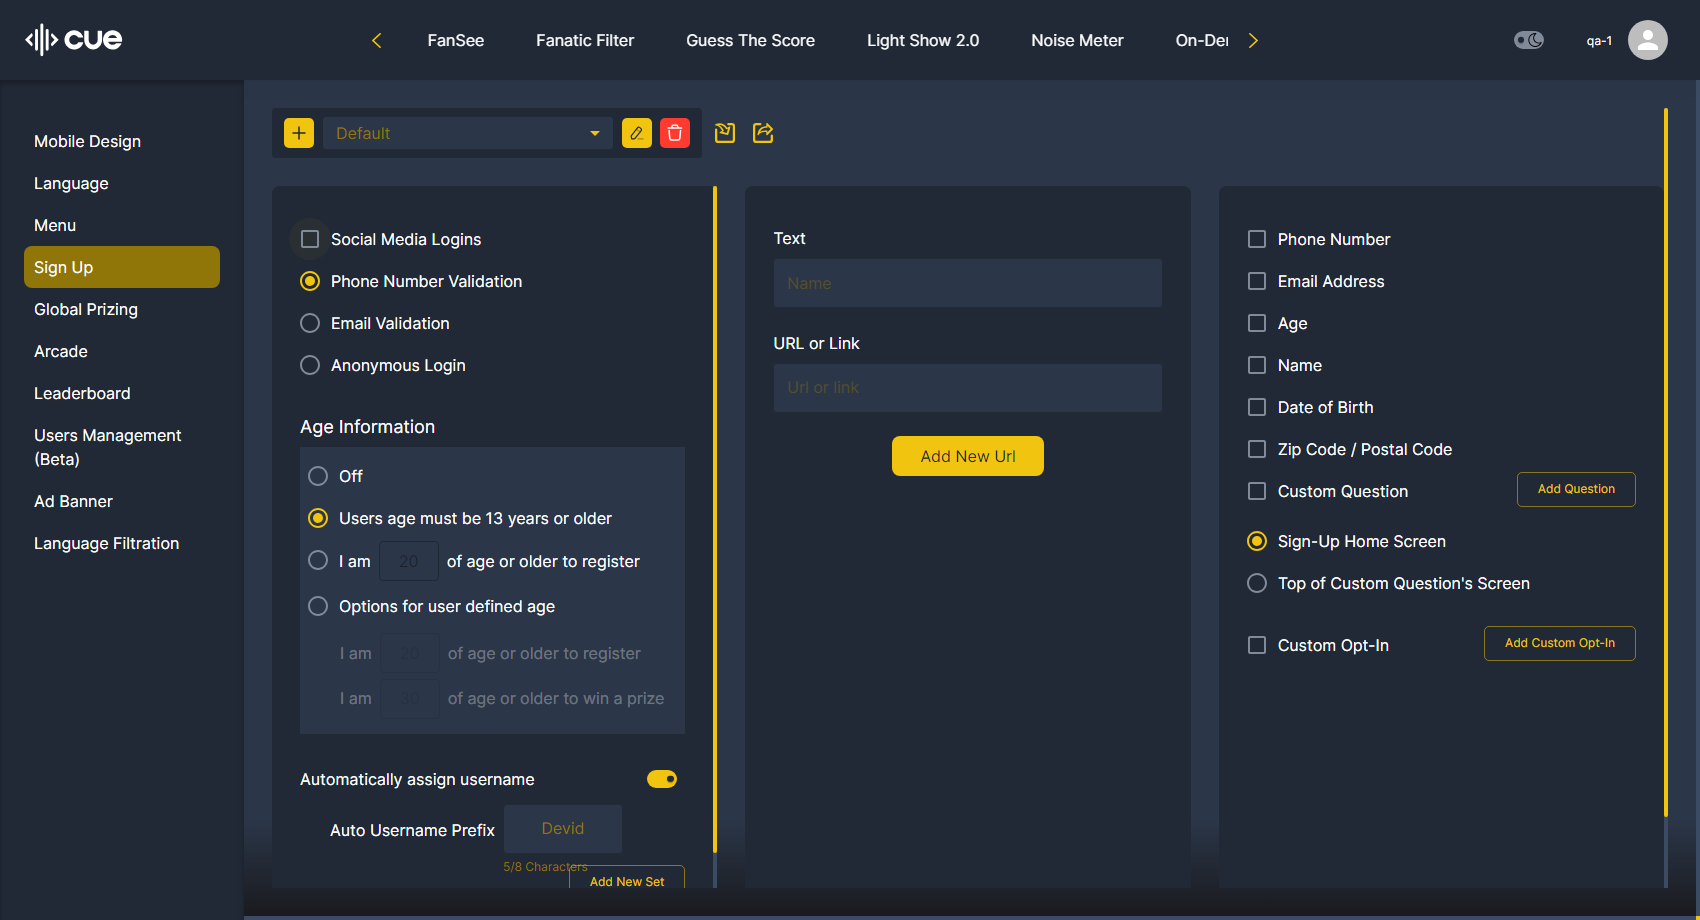 cue
FanSee
Fanatic Filter
Guess The Score
Light Show 2.0
Noise Meter
On-De
qa-1
Mobile Design
Language
Menu
Sign Up
Global Prizing
Arcade
Leaderboard
Users Management
(Beta)
Ad Banner
Language Filtration
Default
Social Media Logins
Phone Number Validation
Email Validation
Anonymous Login
Age Information
Off
Users age must be 13 years or older
I am 20 of age or older to register
Options for user defined age
I am 20 of age or older to register
I am 30 of age or older to win a prize
Automatically assign username
Auto Username Prefix Devid
5/8 Characters
Add New Set
Text
Name
URL or Link
Url or link
Add New Url
Phone Number
Email Address
Age
Name
Date of Birth
Zip Code / Postal Code
Custom Question Add Question
Sign-Up Home Screen
Top of Custom Question's Screen
Custom Opt-In Add Custom Opt-In